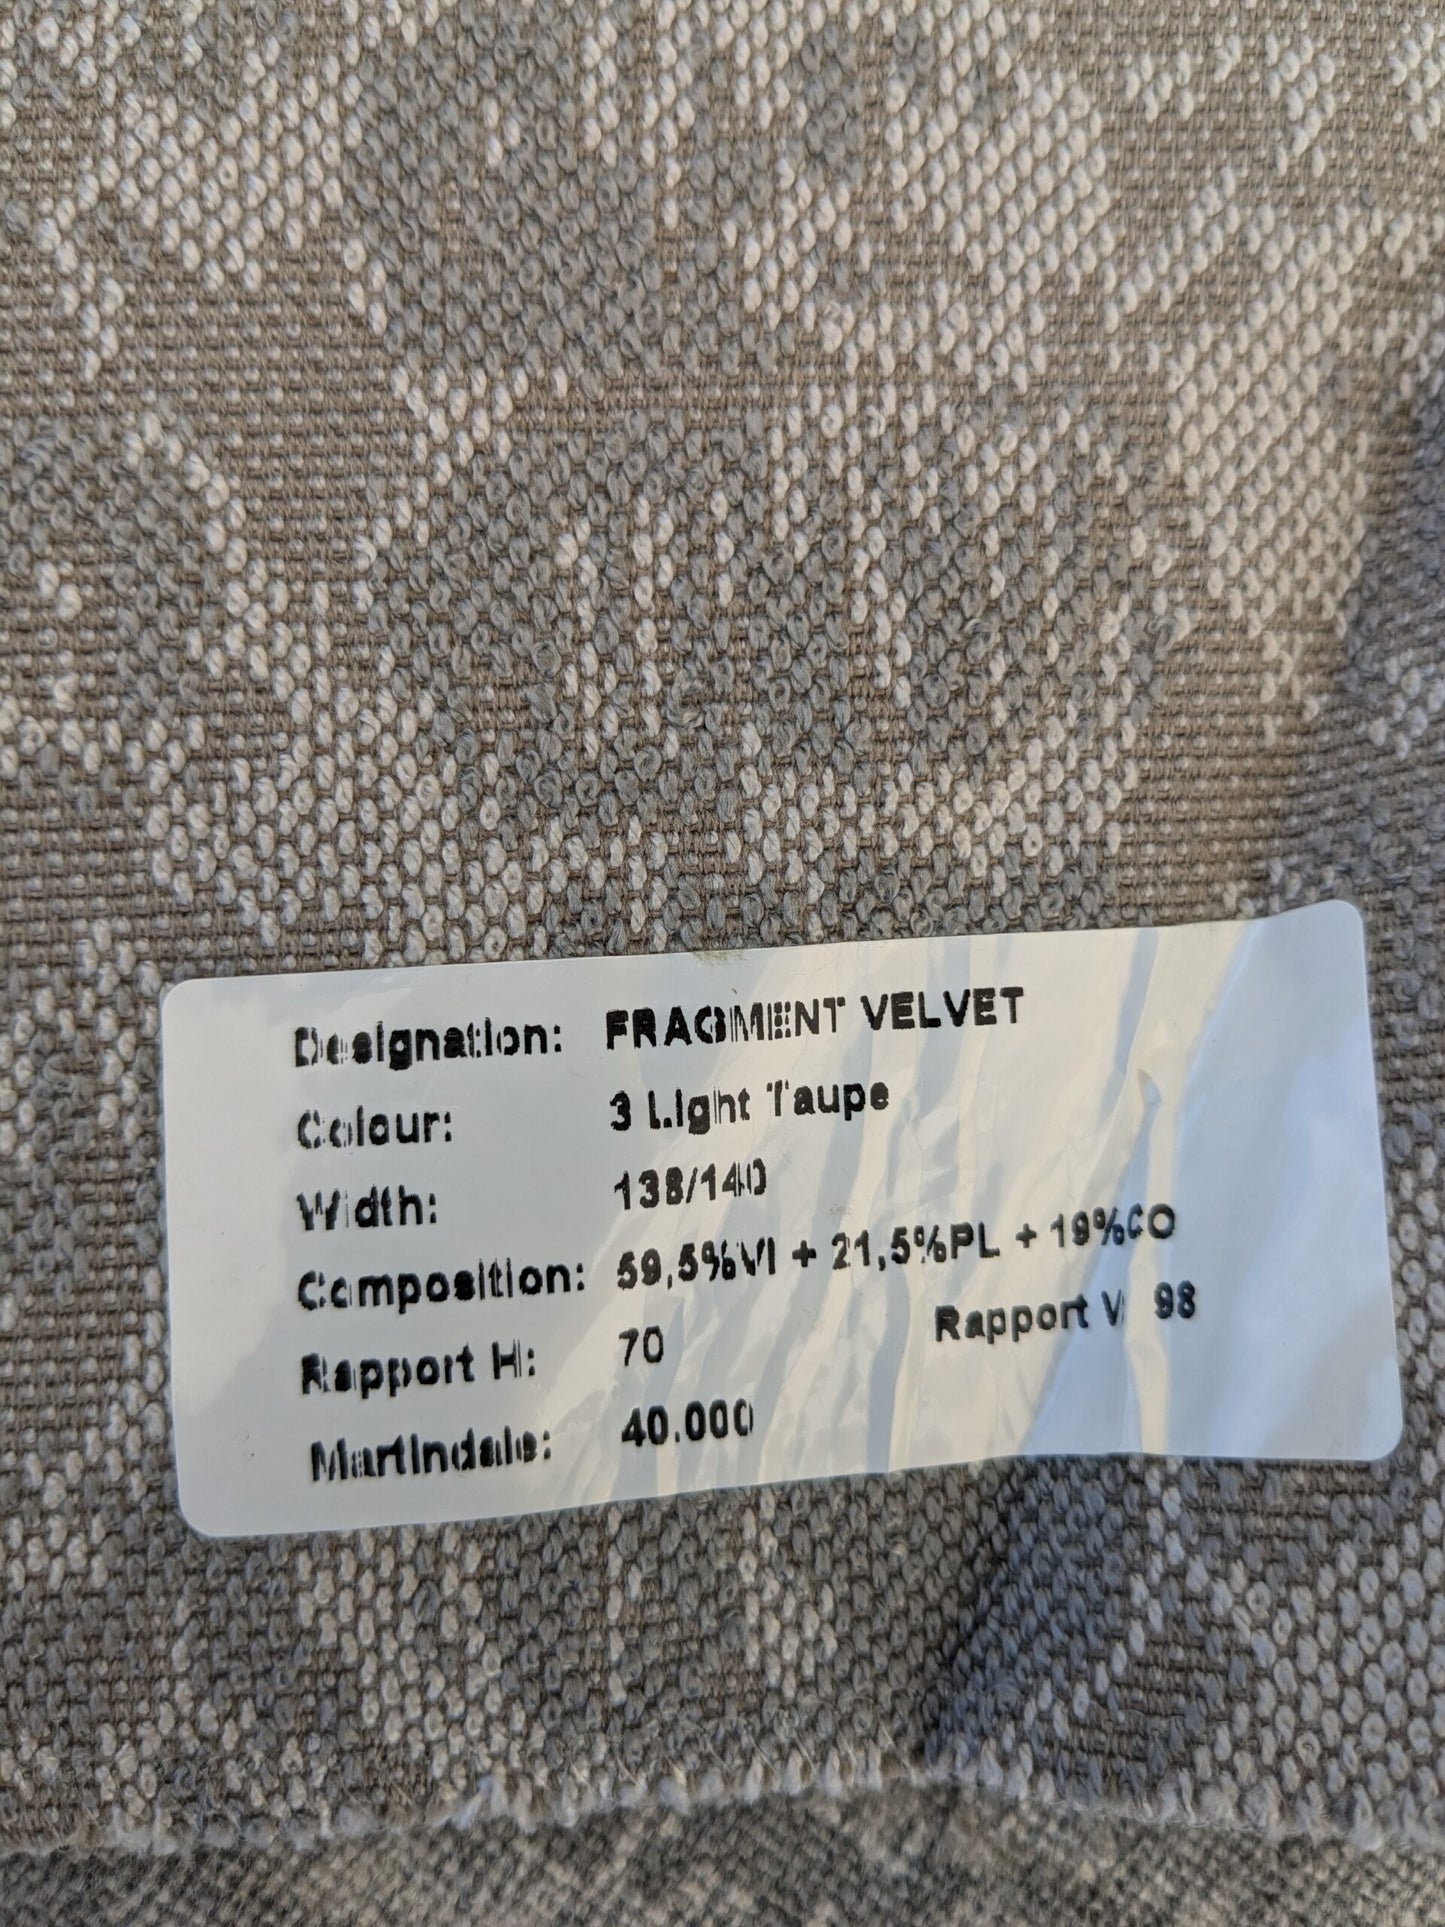 Designation: FRAGMENT VELVET
Colour: 3 Light Taupe
Width: 138/140
Composition: 59,5%VI + 21,5%PL + 19%CO
Rapport H: 70 Rapport V: 98
Martindale: 40.000